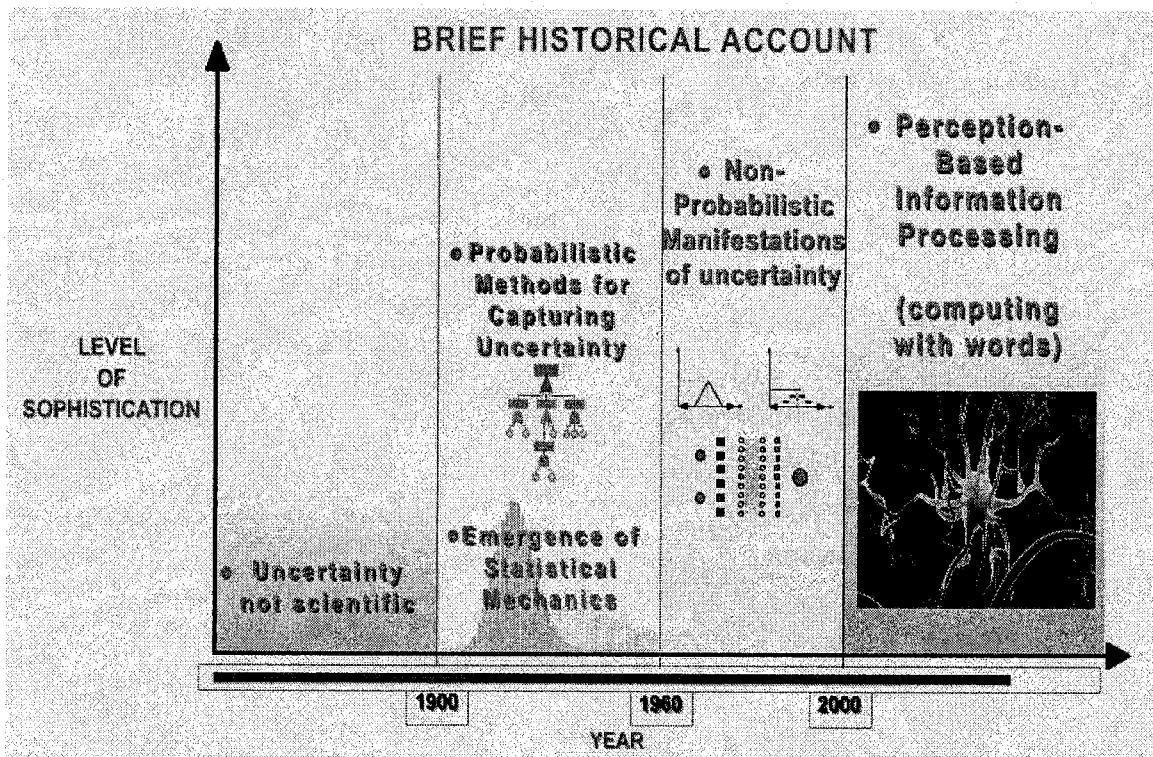 BRIEF HISTORICAL ACCOUNT
LEVEL
OF
SOPHISTICATION
● Uncertainty
not scientific
● Probabilistic
Methods for
Capturing
Uncertainty
● Emergence of
Statistical
Mechanics
● Non-
Probabilistic
Manifestations
of uncertainty
● Perception-
Based
Information
Processing
(computing
with words)
1900
1960
2000
YEAR